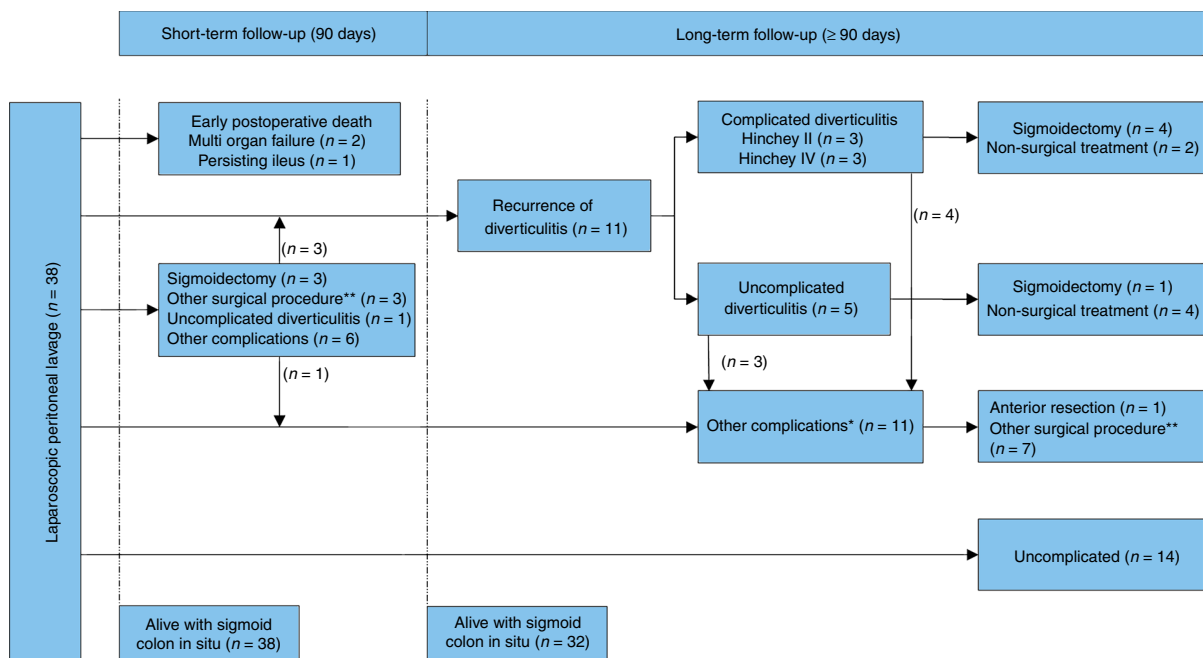 Short-term follow-up (90 days)
Long-term follow-up (≥ 90 days)
Laparoscopic peritoneal lavage (n = 38)
Early postoperative death
Multi organ failure (n = 2)
Persisting ileus (n = 1)
(n = 3)
Sigmoidectomy (n = 3)
Other surgical procedure** (n = 3)
Uncomplicated diverticulitis (n = 1)
Other complications (n = 6)
(n = 1)
Recurrence of
diverticulitis (n = 11)
Complicated diverticulitis
Hinchey II (n = 3)
Hinchey IV (n = 3)
(n = 4)
Uncomplicated
diverticulitis (n = 5)
(n = 3)
Other complications* (n = 11)
Sigmoidectomy (n = 4)
Non-surgical treatment (n = 2)
Sigmoidectomy (n = 1)
Non-surgical treatment (n = 4)
Anterior resection (n = 1)
Other surgical procedure**
(n = 7)
Uncomplicated (n = 14)
Alive with sigmoid
colon in situ (n = 38)
Alive with sigmoid
colon in situ (n = 32)